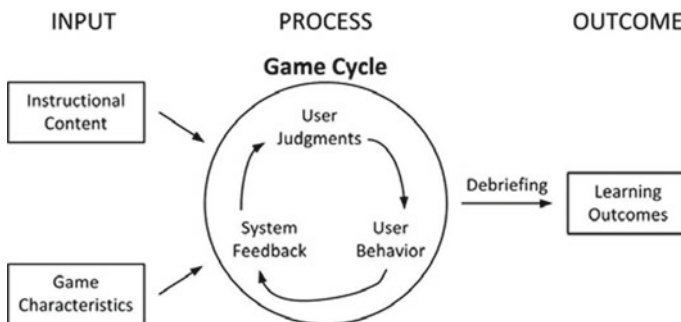 INPUT
PROCESS
OUTCOME
Game Cycle
Instructional
Content
User
Judgments
Debriefing
Learning
Outcomes
System
Feedback
User
Behavior
Game
Characteristics